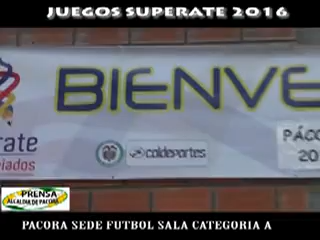 JUEGOS SUPERATE 2016
BIENVE
rate
iados
coldeportes
PÁCO
20
PRENSA
ALCALDIA DE PACORA
PACORA SEDE FUTBOL SALA CATEGORIA A